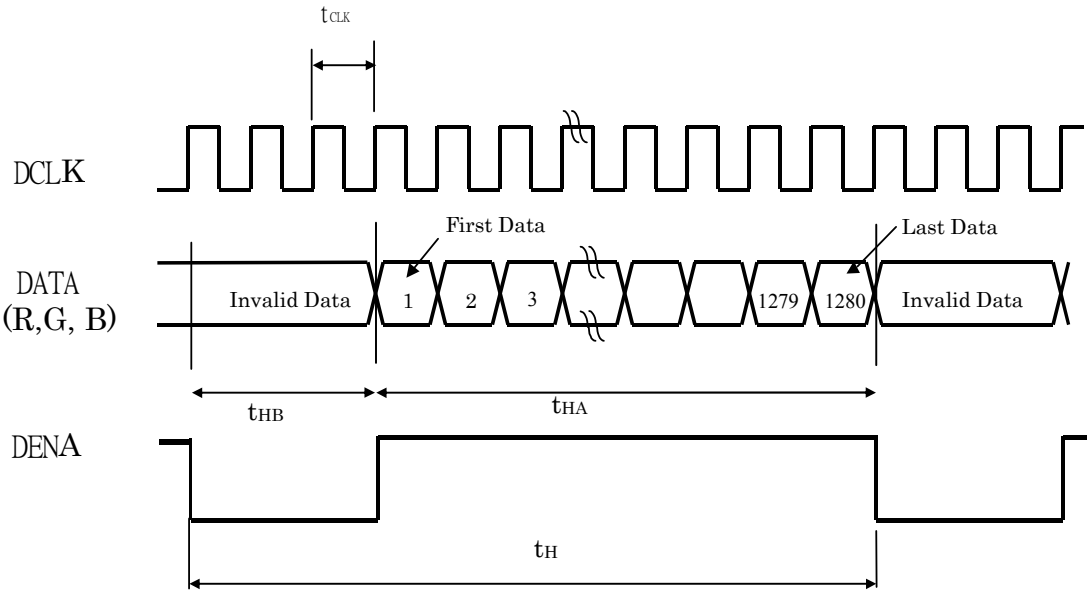 tCLK
DCLK
First Data
Last Data
DATA
(R,G, B)
Invalid Data
1
2
3
1279
1280
Invalid Data
tHB
tHA
DENA
tH